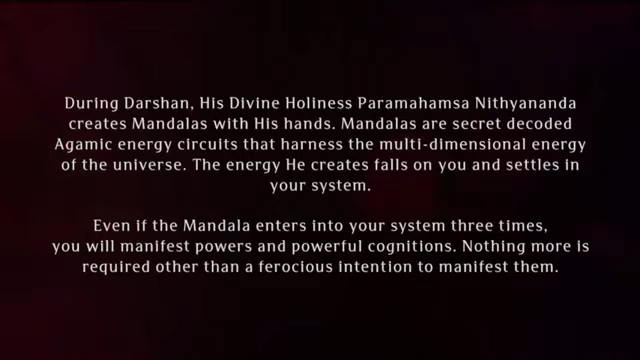 During Darshan, His Divine Holiness Paramahamsa Nithyananda
creates Mandalas with His hands. Mandalas are secret decoded
Agamic energy circuits that harness the multi-dimensional energy
of the universe. The energy He creates falls on you and settles in
your system.
Even if the Mandala enters into your system three times,
you will manifest powers and powerful cognitions. Nothing more is
required other than a ferocious intention to manifest them.